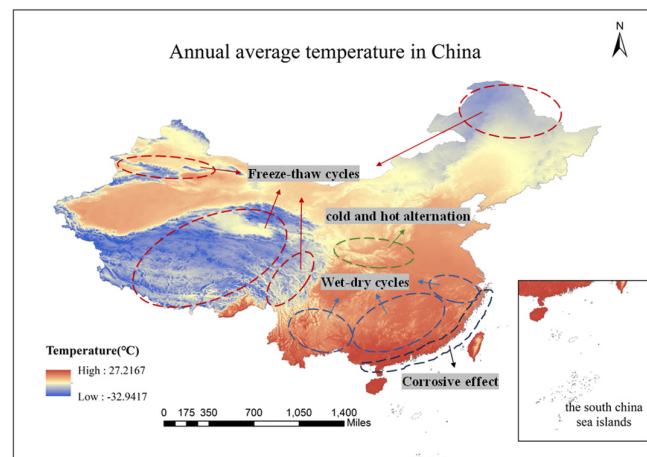 Annual average temperature in China
N
Freeze-thaw cycles
cold and hot alternation
Wet-dry cycles
Corrosive effect
Temperature(°C)
High : 27.2167
Low : -32.9417
0 175 350 700 1,050 1,400
Miles
the south china
sea islands